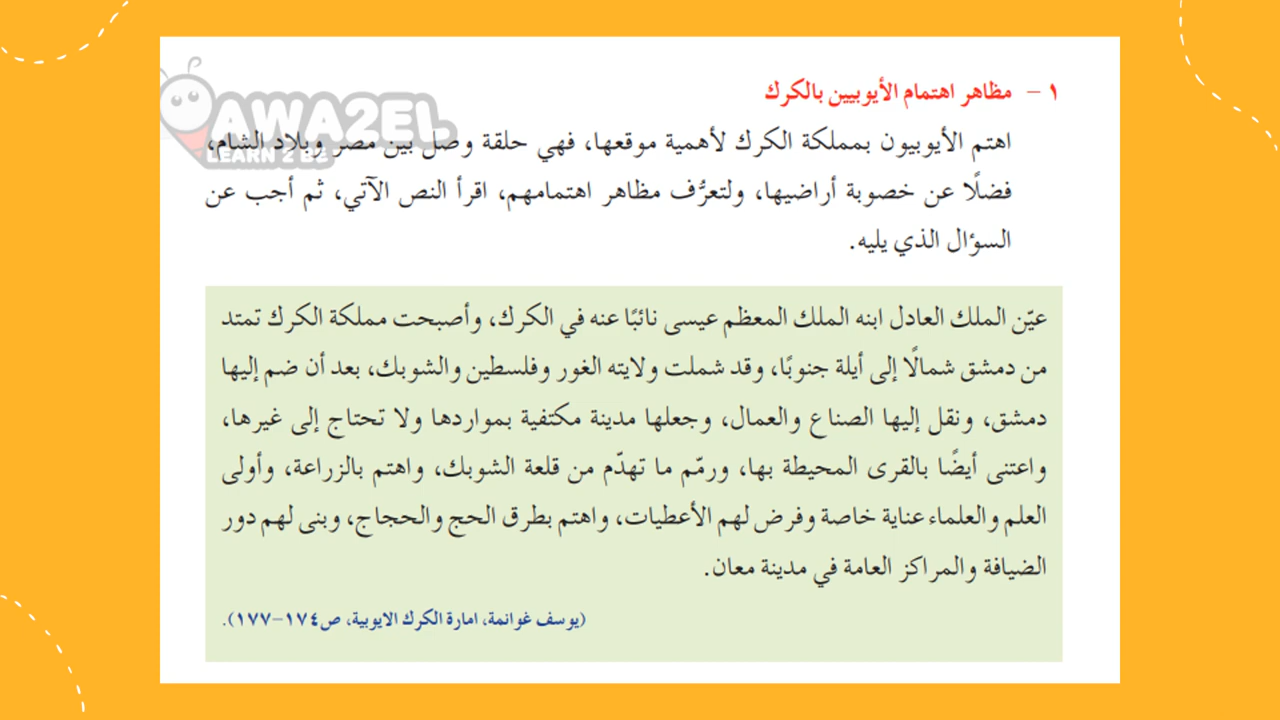 AWA2EL
LEARN 2 BE
١ - مظاهر اهتمام الأيوبيين بالكرك
اهتم الأيوبيون بمملكة الكرك لأهمية موقعها، فهي حلقة وصل بين مصر وبلاد الشام،
فضلًا عن خصوبة أراضيها، ولتعرُّف مظاهر اهتمامهم، اقرأ النص الآتي، ثم أجب عن
السؤال الذي يليه.
عيّن الملك العادل ابنه الملك المعظم عيسى نائبًا عنه في الكرك، وأصبحت مملكة الكرك تمتد
من دمشق شمالًا إلى أيلة جنوبًا، وقد شملت ولايته الغور وفلسطين والشوبك، بعد أن ضم إليها
دمشق، ونقل إليها الصناع والعمال، وجعلها مدينة مكتفية بمواردها ولا تحتاج إلى غيرها،
واعتنى أيضًا بالقرى المحيطة بها، ورمّم ما تهدّم من قلعة الشوبك، واهتم بالزراعة، وأولى
العلم والعلماء عناية خاصة وفرض لهم الأعطيات، واهتم بطرق الحج والحجاج، وبنى لهم دور
الضيافة والمراكز العامة في مدينة معان.
(يوسف غوانمة، امارة الكرك الايوبية، ص١٧٤-١٧٧).